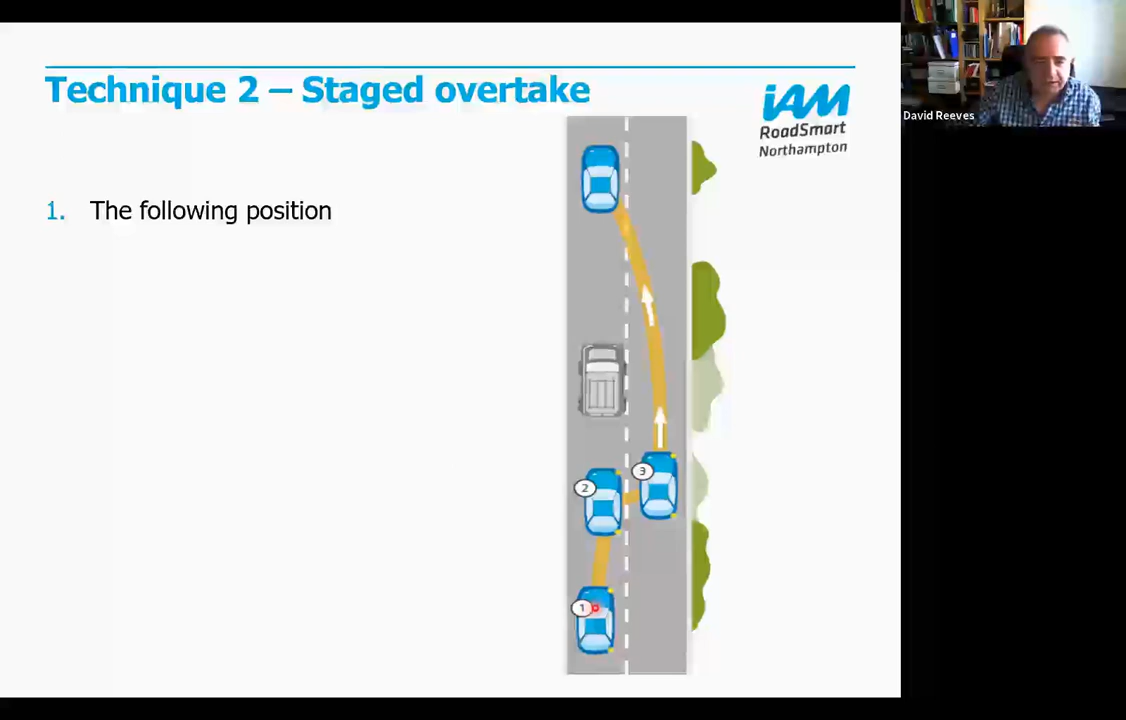 Technique 2 – Staged overtake
iAM
RoadSmart
Northampton
David Reeves
1. The following position
3
2
1